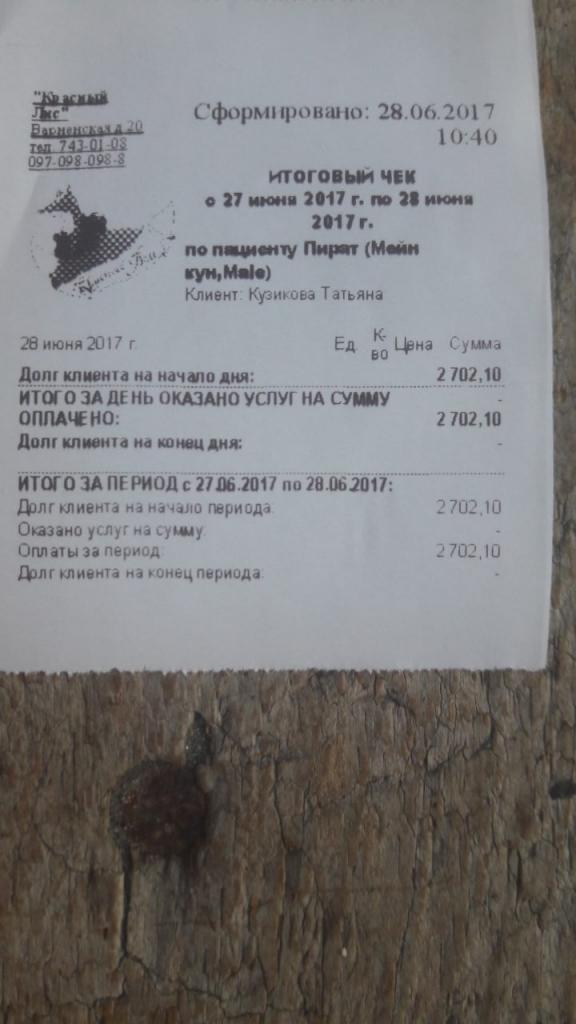 "Красный
Лис"
Варненская д 20
тел. 743-01-08
097-098-098-8
Сформировано: 28.06.2017
10:40
ИТОГОВЫЙ ЧЕК
с 27 июня 2017 г. по 28 июня
2017 г.
по пациенту Пират (Мейн
кун,Male)
Клиент: Кузикова Татьяна
28 июня 2017 г. Ед. К-во Цена Сумма
Долг клиента на начало дня: 2 702,10
ИТОГО ЗА ДЕНЬ ОКАЗАНО УСЛУГ НА СУММУ -
ОПЛАЧЕНО: 2 702,10
Долг клиента на конец дня: -
ИТОГО ЗА ПЕРИОД с 27.06.2017 по 28.06.2017:
Долг клиента на начало периода: 2 702,10
Оказано услуг на сумму: -
Оплаты за период: 2 702,10
Долг клиента на конец периода: -